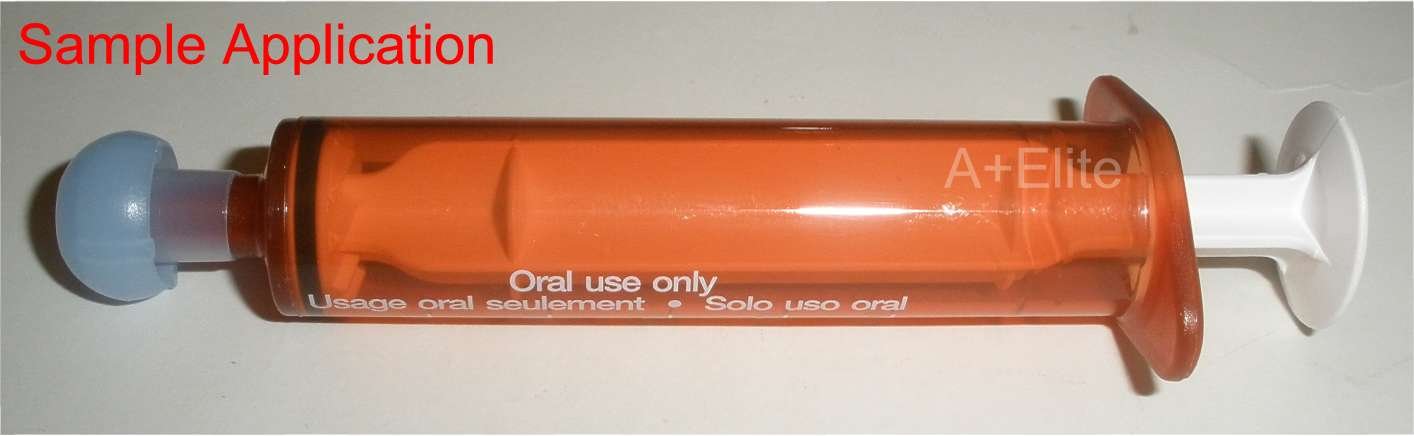 Sample Application
A+Elite
Oral use only
Usage oral seulement • Solo uso oral